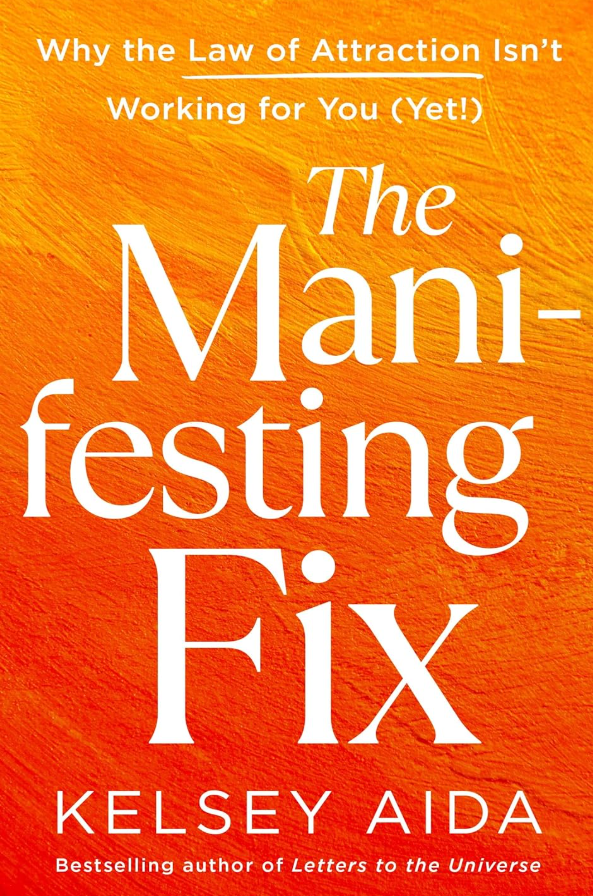 Why the Law of Attraction Isn't
Working for You (Yet!)
The
Mani-
festing
Fix
KELSEY AIDA
Bestselling author of Letters to the Universe